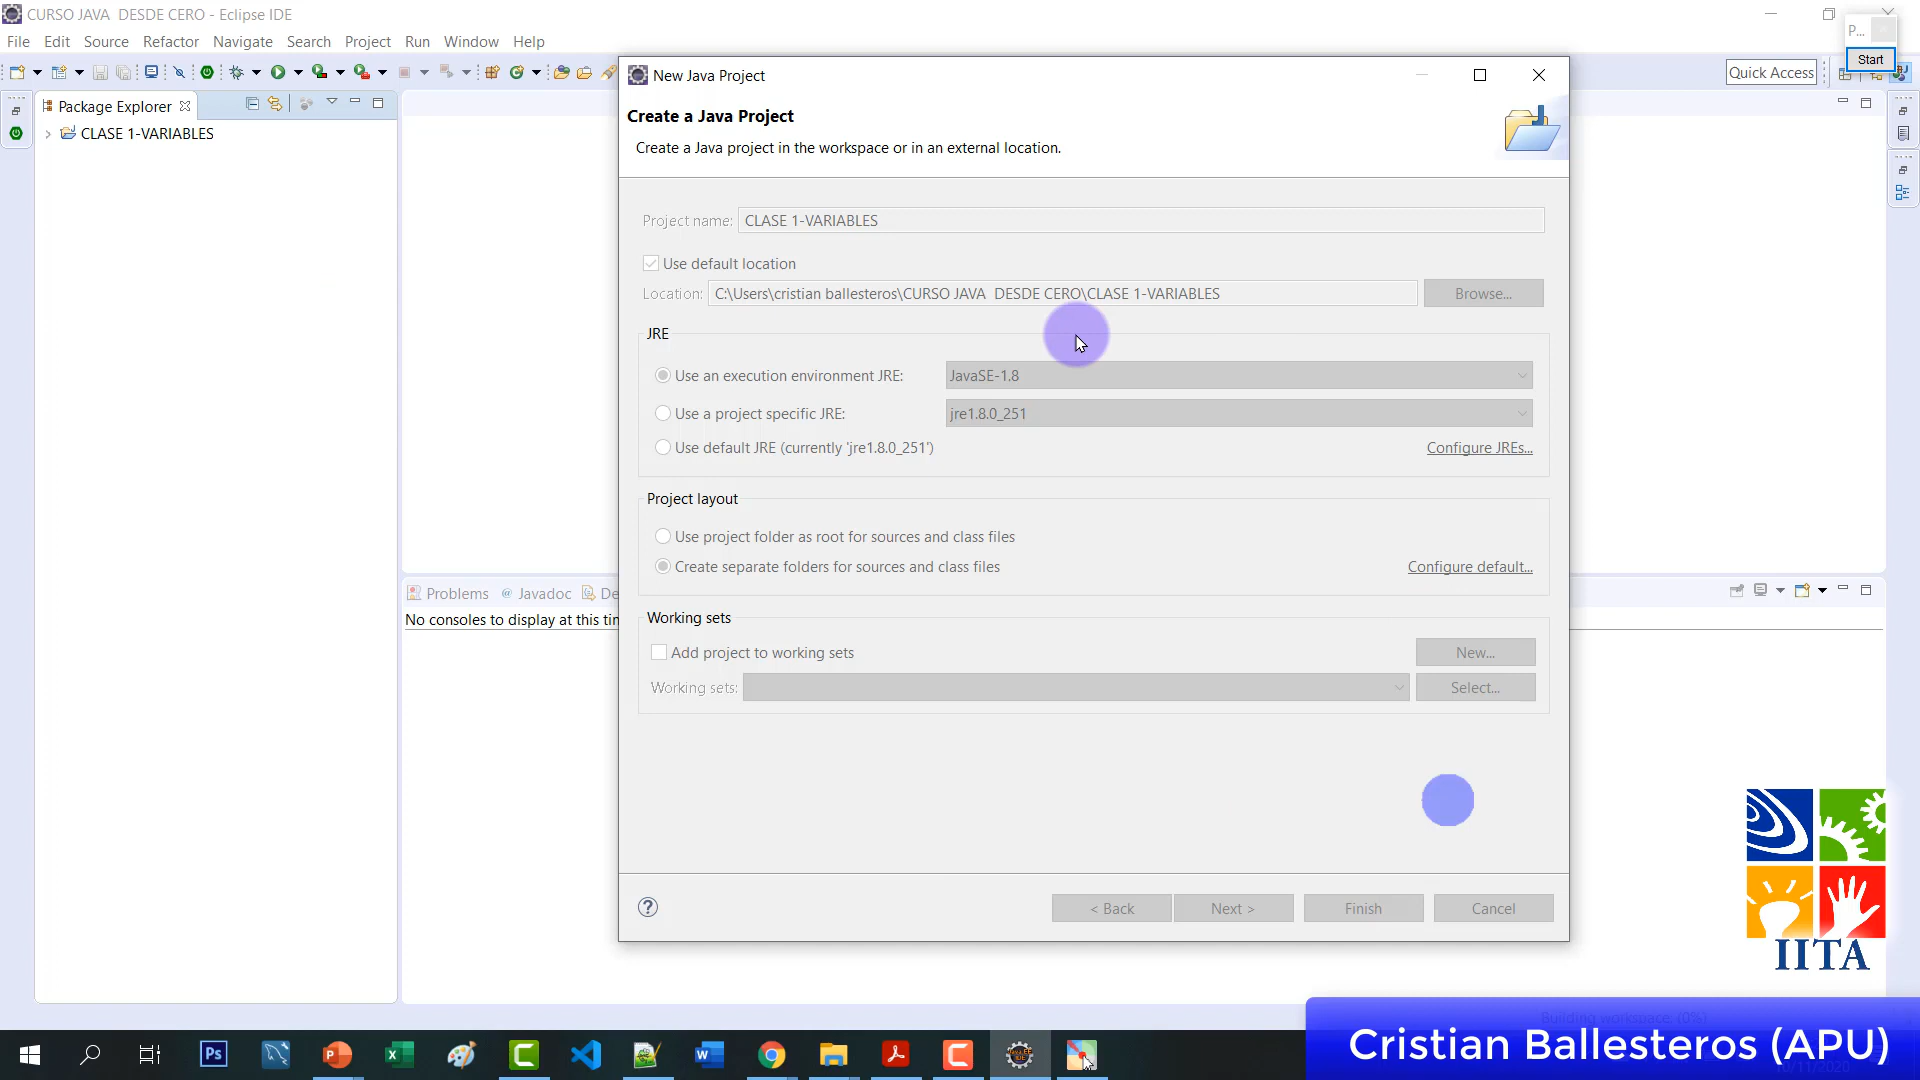 CURSO JAVA  DESDE CERO - Eclipse IDE
File Edit Source Refactor Navigate Search Project Run Window Help
P...
Start
Quick Access
Package Explorer
CLASE 1-VARIABLES
New Java Project
Create a Java Project
Create a Java project in the workspace or in an external location.
Project name: CLASE 1-VARIABLES
Use default location
Location: C:\Users\cristian ballesteros\CURSO JAVA  DESDE CERO\CLASE 1-VARIABLES Browse...
JRE
Use an execution environment JRE: JavaSE-1.8
Use a project specific JRE: jre1.8.0_251
Use default JRE (currently 'jre1.8.0_251') Configure JREs...
Project layout
Use project folder as root for sources and class files
Create separate folders for sources and class files Configure default...
Working sets
Add project to working sets New...
Working sets: Select...
< Back Next > Finish Cancel
Problems @ Javadoc De
No consoles to display at this tin
IITA
Building workspace: (0%)
Cristian Ballesteros (APU)
Ps